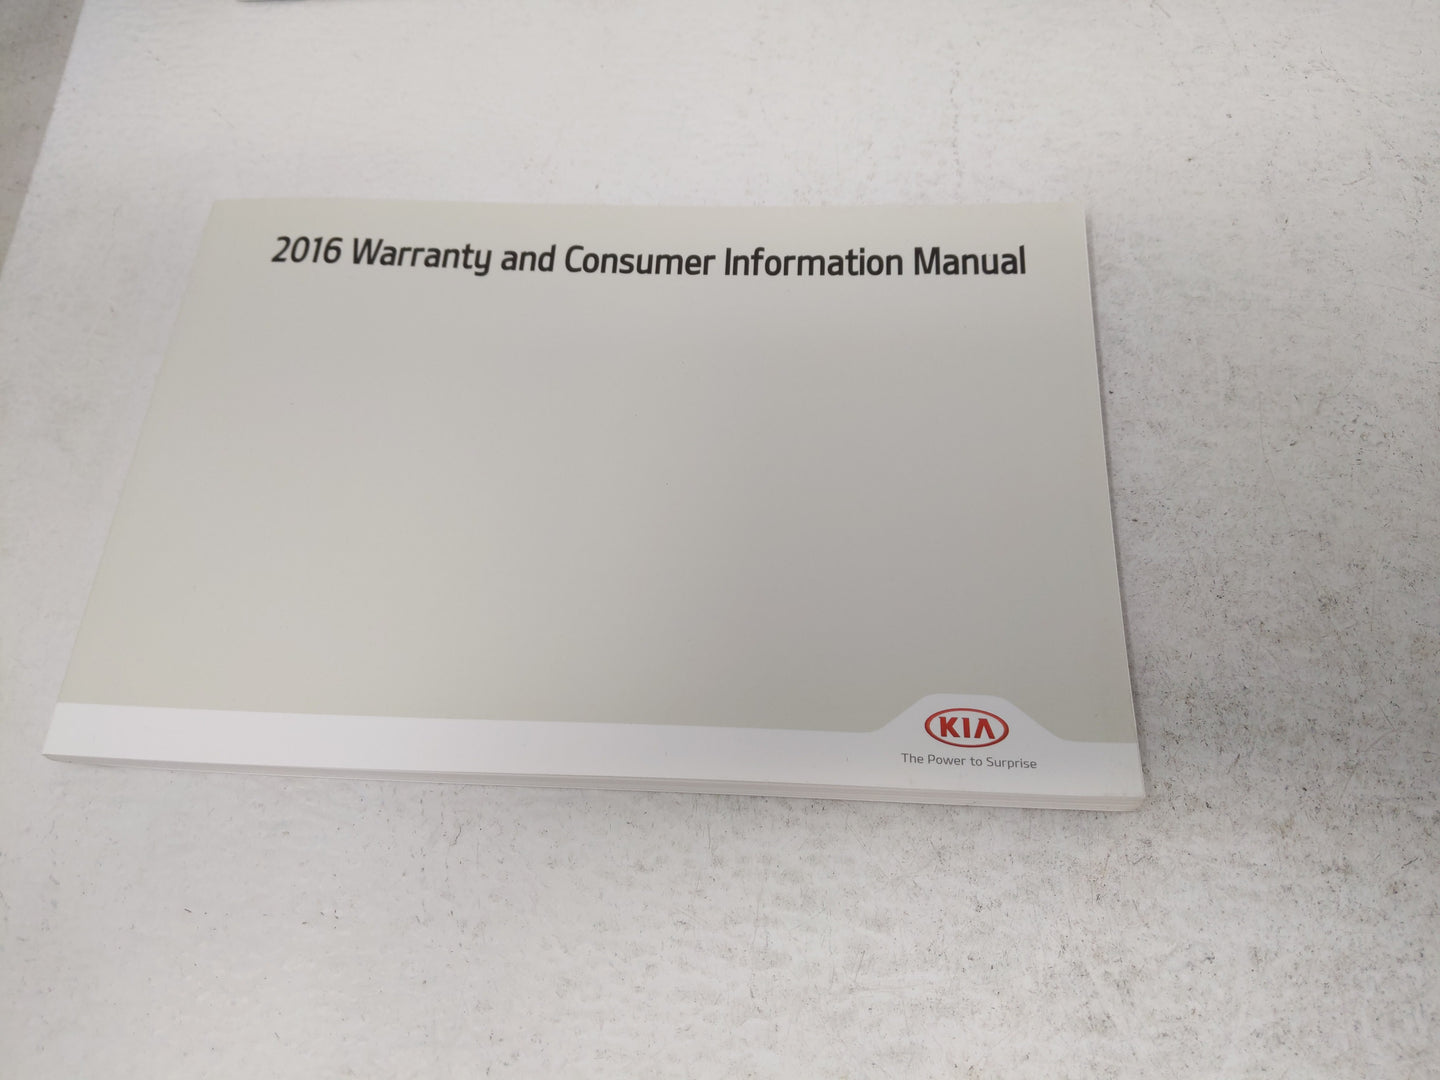 2016 Warranty and Consumer Information Manual
KIA
The Power to Surprise